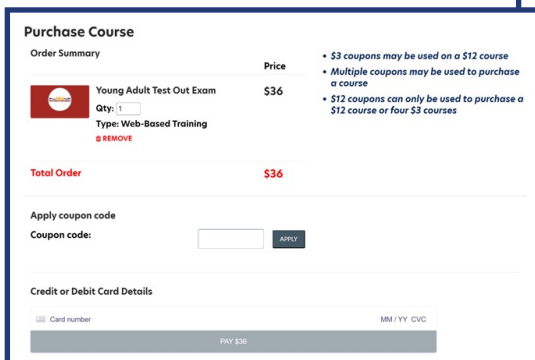 Purchase Course
Order Summary
Price
Young Adult Test Out Exam
$36
Qty: 1
Type: Web-Based Training
REMOVE
Total Order
$36
• $3 coupons may be used on a $12 course
• Multiple coupons may be used to purchase
a course
• $12 coupons can only be used to purchase a
$12 course or four $3 courses
Apply coupon code
Coupon code:
APPLY
Credit or Debit Card Details
Card number
MM / YY CVC
PAY $36